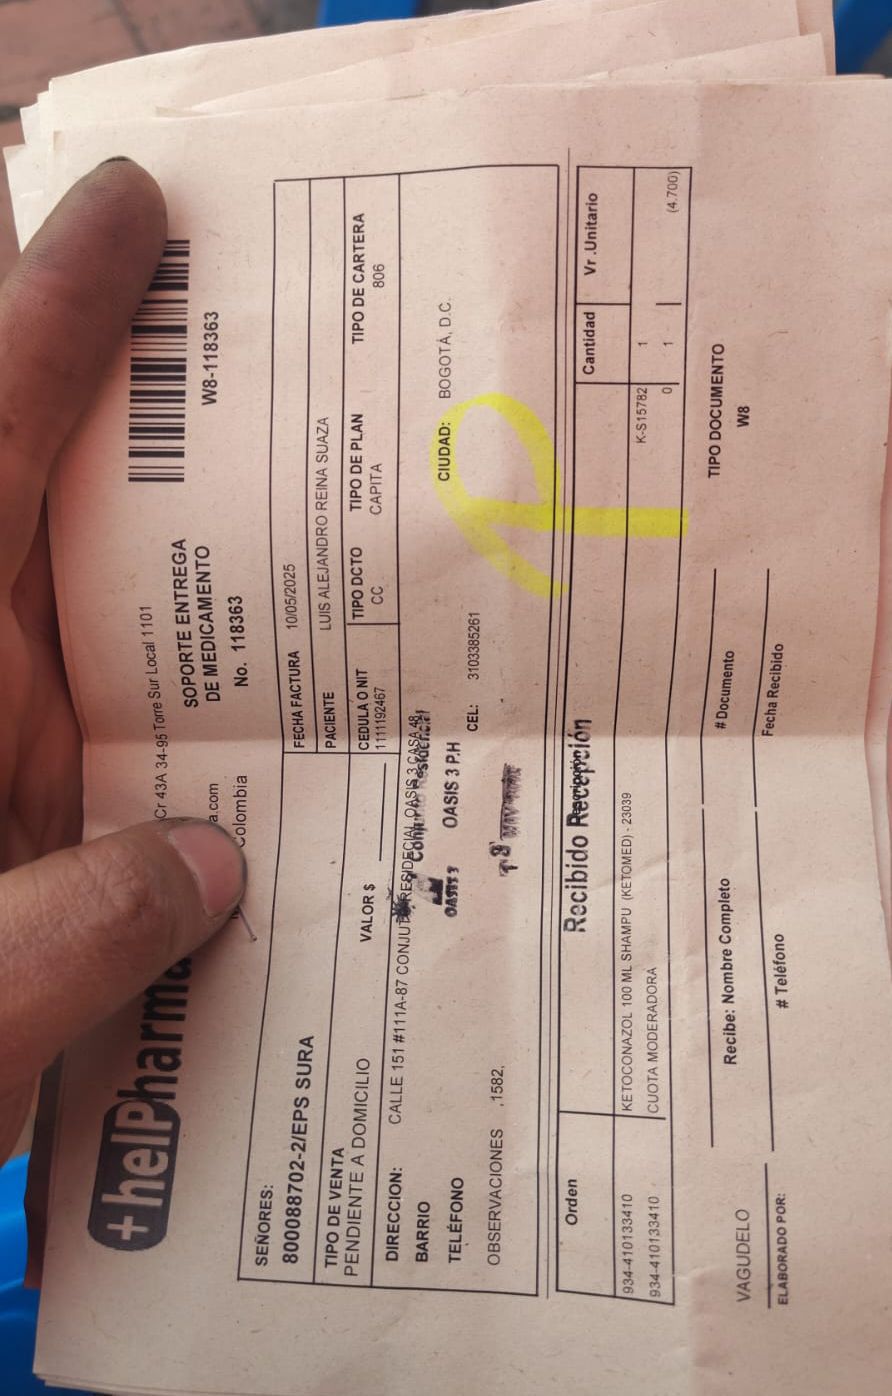 +helPharma
Cr 43A 34-95 Torre Sur Local 1101
a.com
Colombia
SOPORTE ENTREGA
DE MEDICAMENTO
No. 118363
W8-118363
SEÑORES:
800088702-2/EPS SURA
FECHA FACTURA 10/05/2025
TIPO DE VENTA
PENDIENTE A DOMICILIO
VALOR $
PACIENTE LUIS ALEJANDRO REINA SUAZA
CEDULA O NIT TIPO DCTO TIPO DE PLAN TIPO DE CARTERA
1111192467 CC CAPITA 806
DIRECCION: CALLE 151 #111A-87 CONJUTO RESIDECIAL OASIS 3 CASA 48
BARRIO
CIUDAD: BOGOTÁ, D.C.
Conjunto Residencial
OASIS 3 P.H
TELÉFONO
CEL: 3103385261
OBSERVACIONES ,1582,
Recibido Recepción
Orden Cantidad Vr .Unitario
934-410133410 KETOCONAZOL 100 ML SHAMPU (KETOMED) - 23039 K-S15782 1
934-410133410 CUOTA MODERADORA 0 1 (4.700)
TIPO DOCUMENTO
W8
Recibe: Nombre Completo # Documento
VAGUDELO
ELABORADO POR: # Teléfono Fecha Recibido